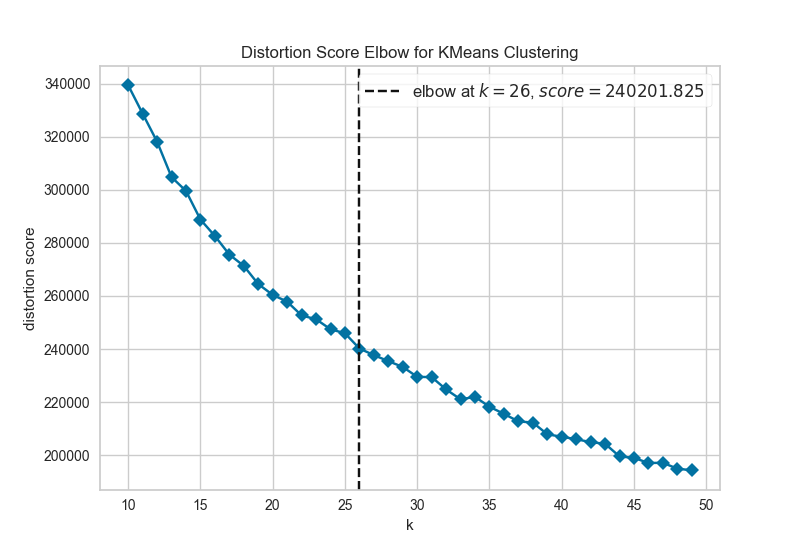 Distortion Score Elbow for KMeans Clustering
elbow at k = 26, score = 240201.825
distortion score
340000
320000
300000
280000
260000
240000
220000
200000
10 15 20 25 30 35 40 45 50
k